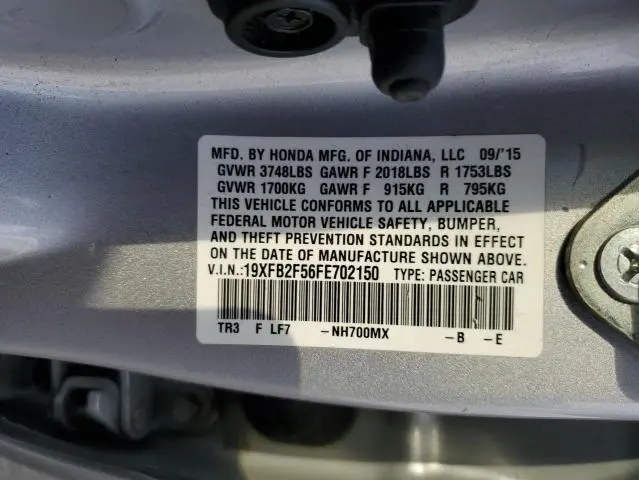 MFD. BY HONDA MFG. OF INDIANA, LLC 09/'15
GVWR 3748LBS GAWR F 2018LBS R 1753LBS
GVWR 1700KG GAWR F 915KG R 795KG
THIS VEHICLE CONFORMS TO ALL APPLICABLE
FEDERAL MOTOR VEHICLE SAFETY, BUMPER,
AND THEFT PREVENTION STANDARDS IN EFFECT
ON THE DATE OF MANUFACTURE SHOWN ABOVE.
V.I.N.: 19XFB2F56FE702150 TYPE: PASSENGER CAR
TR3 F LF7 –NH700MX –B –E